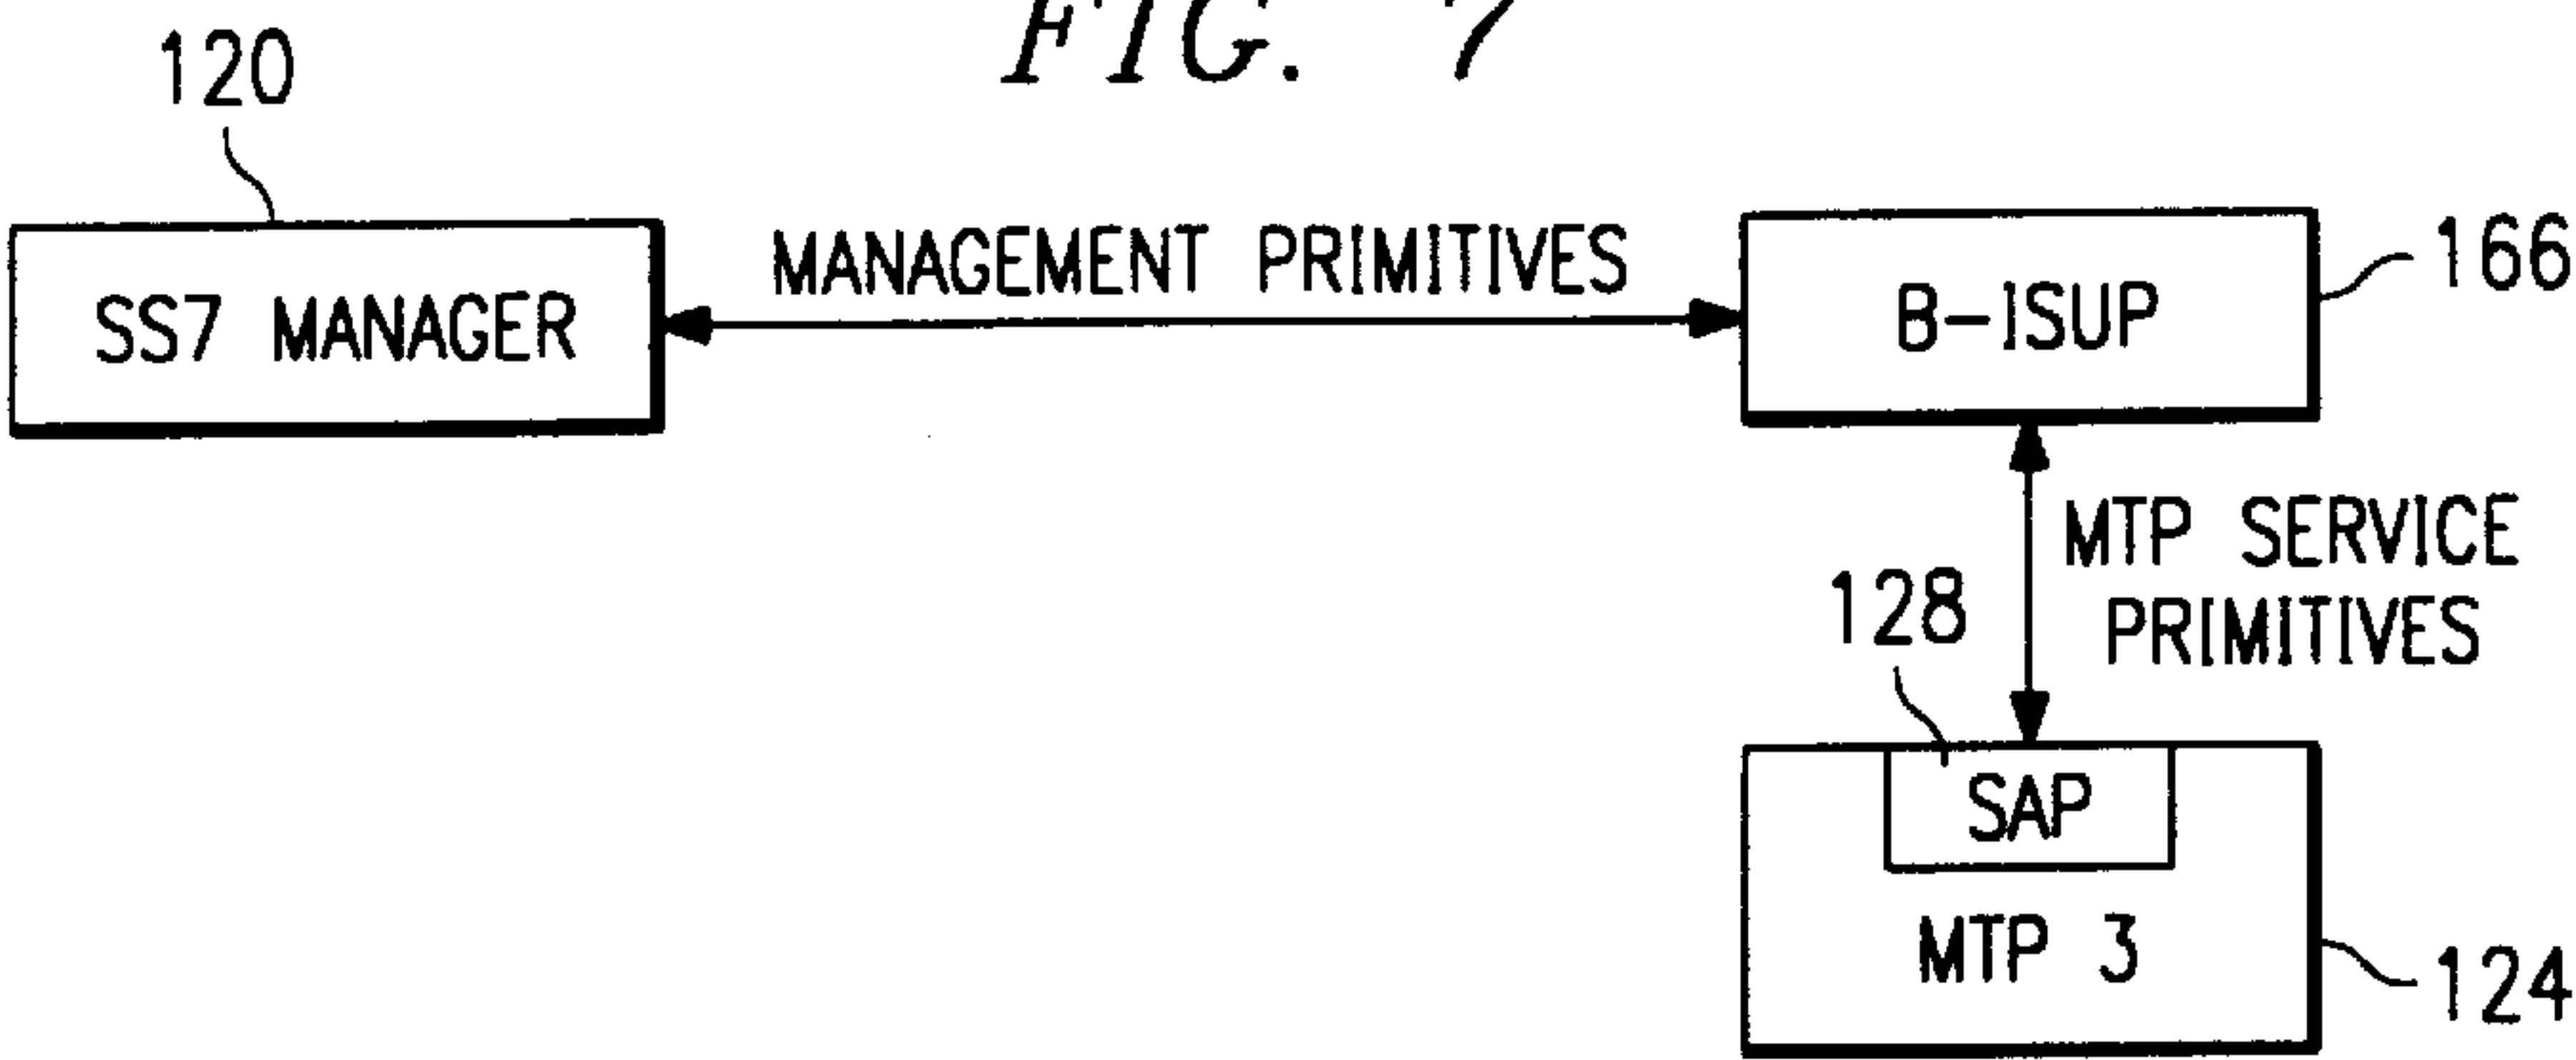 FIG. 7
120
SS7 MANAGER
MANAGEMENT PRIMITIVES
B-ISUP
166
MTP SERVICE
PRIMITIVES
128
SAP
MTP 3
124